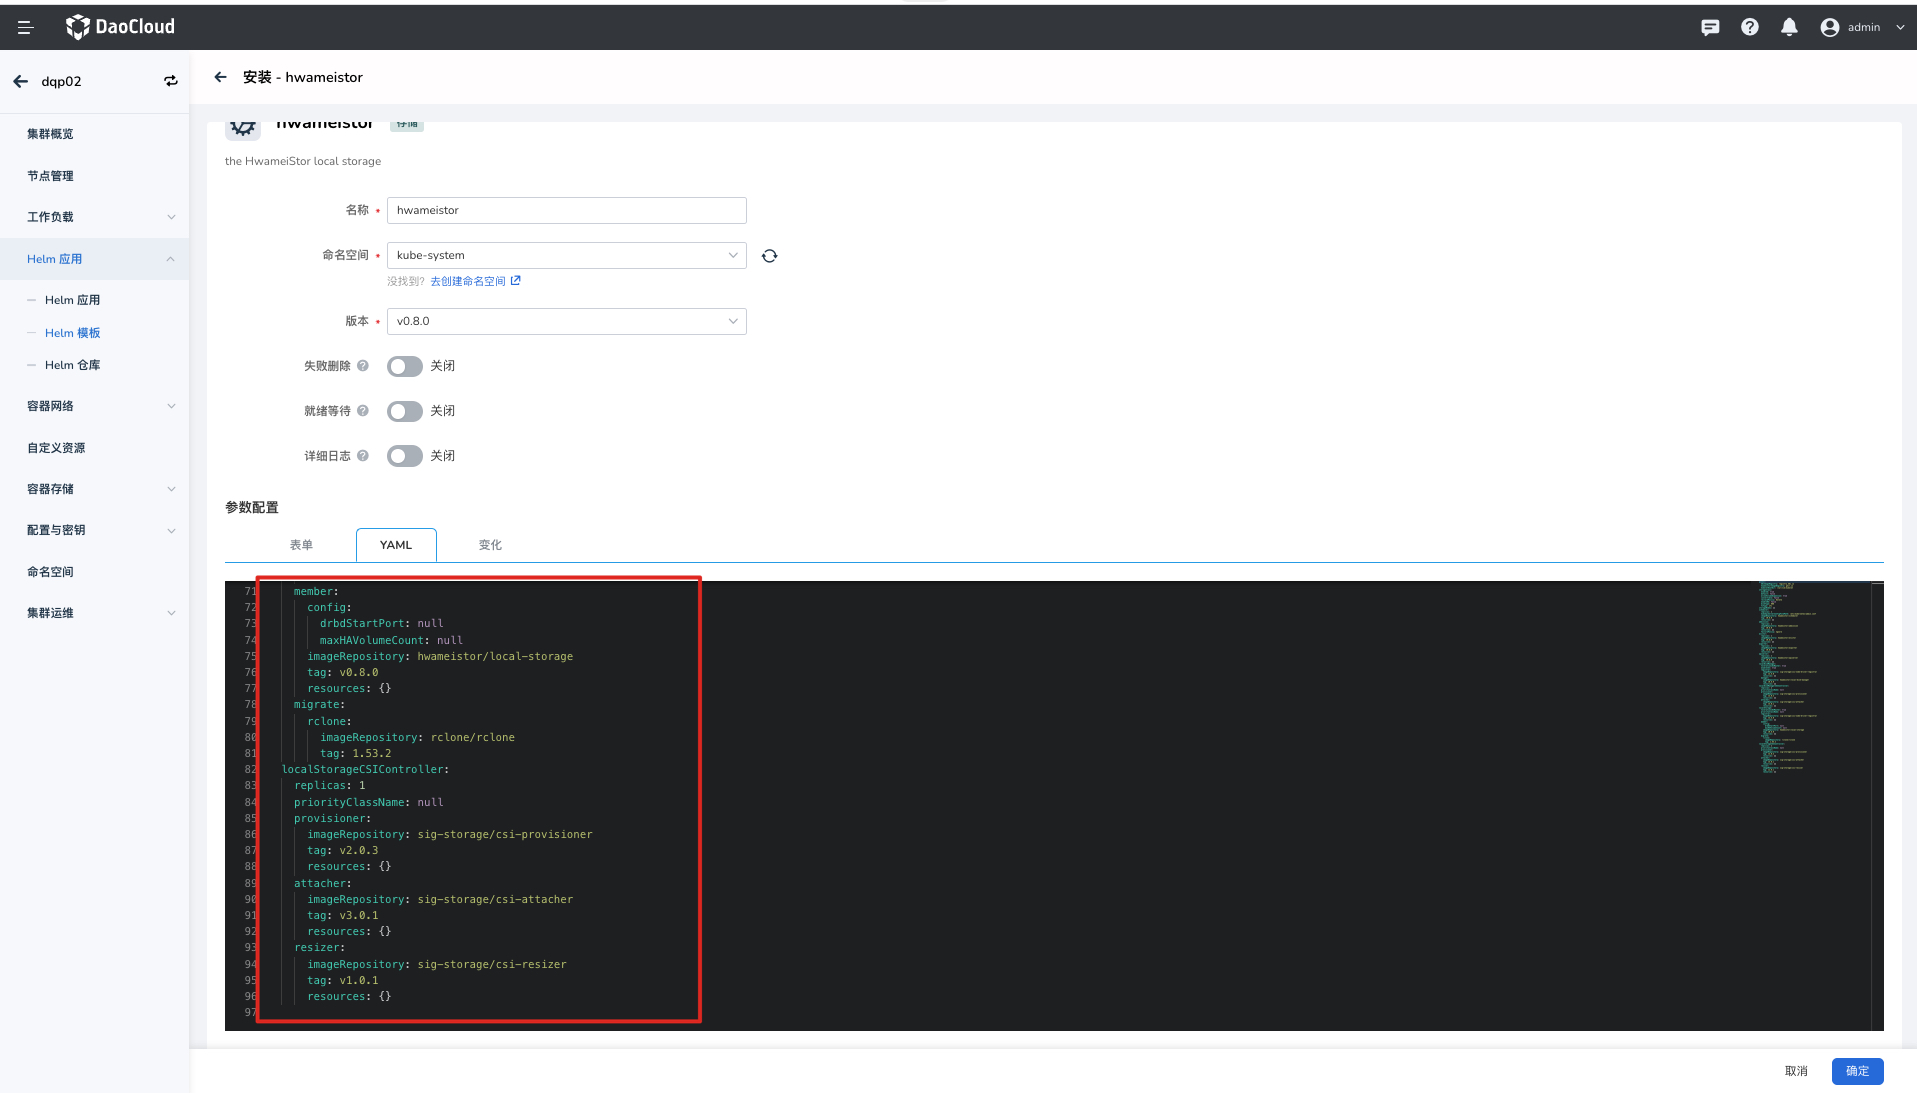 DaoCloud
admin
dqp02
集群概览
节点管理
工作负载
Helm 应用
Helm 应用
Helm 模板
Helm 仓库
容器网络
自定义资源
容器存储
配置与密钥
命名空间
集群运维
安装 - hwameistor
hwameistor 存储
the HwameiStor local storage
名称 * hwameistor
命名空间 * kube-system
没找到? 去创建命名空间
版本 * v0.8.0
失败删除 ? 关闭
就绪等待 ? 关闭
详细日志 ? 关闭
参数配置
表单 YAML 变化
71 member:
72 config:
73 drbdStartPort: null
74 maxHAVolumeCount: null
75 imageRepository: hwameistor/local-storage
76 tag: v0.8.0
77 resources: {}
78 migrate:
79 rclone:
80 imageRepository: rclone/rclone
81 tag: 1.53.2
82 localStorageCSIController:
83 replicas: 1
84 priorityClassName: null
85 provisioner:
86 imageRepository: sig-storage/csi-provisioner
87 tag: v2.0.3
88 resources: {}
89 attacher:
90 imageRepository: sig-storage/csi-attacher
91 tag: v3.0.1
92 resources: {}
93 resizer:
94 imageRepository: sig-storage/csi-resizer
95 tag: v1.0.1
96 resources: {}
97
取消 确定